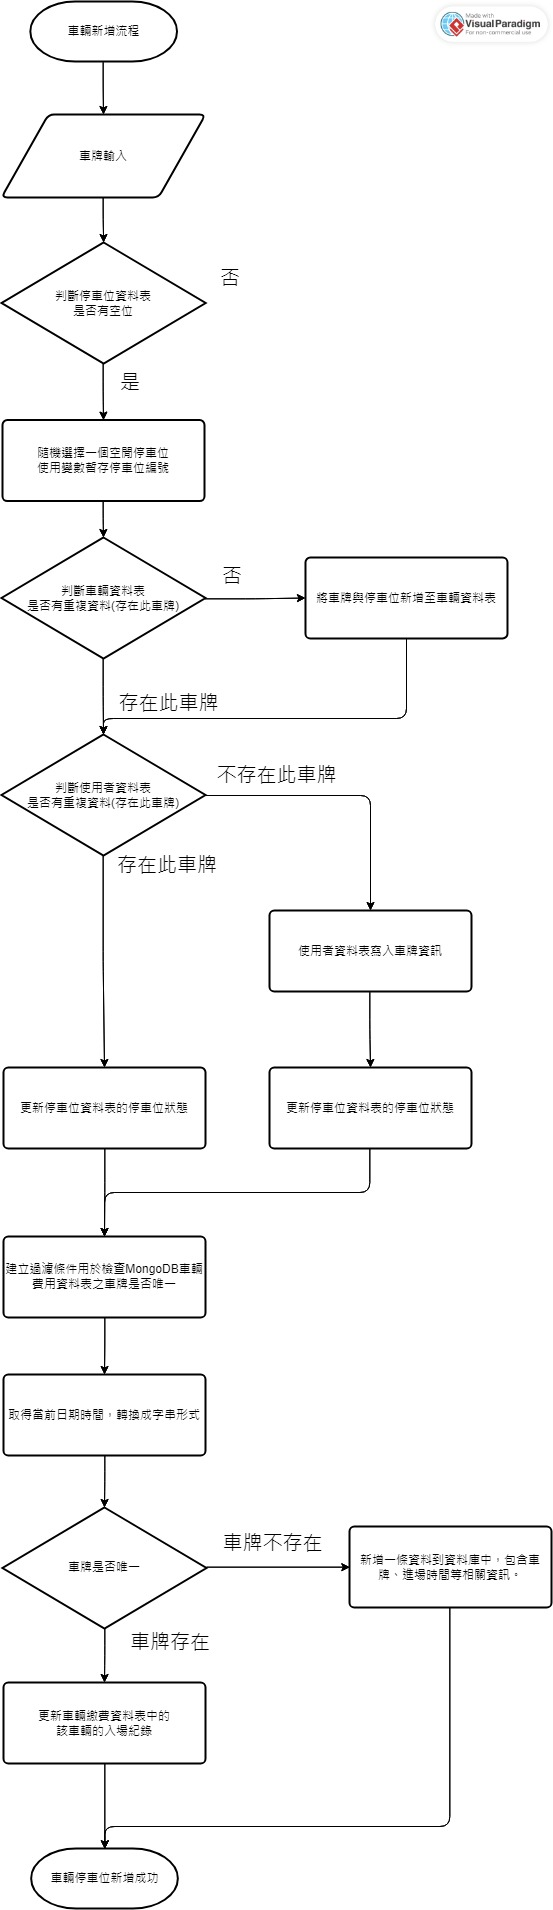 車輛新增流程
Made with
Visual Paradigm
For non-commercial use
車牌輸入
判斷停車位資料表
是否有空位
否
是
隨機選擇一個空閒停車位
使用變數暫存停車位編號
判斷車輛資料表
是否有重複資料(存在此車牌)
否
將車牌與停車位新增至車輛資料表
存在此車牌
判斷使用者資料表
是否有重複資料(存在此車牌)
不存在此車牌
存在此車牌
使用者資料表寫入車牌資訊
更新停車位資料表的停車位狀態
更新停車位資料表的停車位狀態
建立過濾條件用於檢查MongoDB車輛
費用資料表之車牌是否唯一
取得當前日期時間，轉換成字串形式
車牌是否唯一
車牌不存在
新增一條資料到資料庫中，包含車
牌、進場時間等相關資訊。
車牌存在
更新車輛繳費資料表中的
該車輛的入場紀錄
車輛停車位新增成功